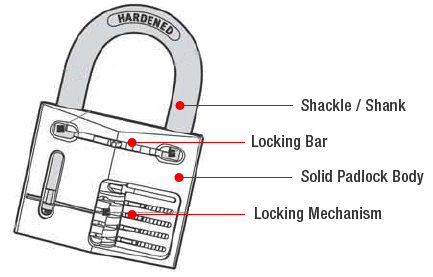 HARDENED
Shackle / Shank
Locking Bar
Solid Padlock Body
Locking Mechanism